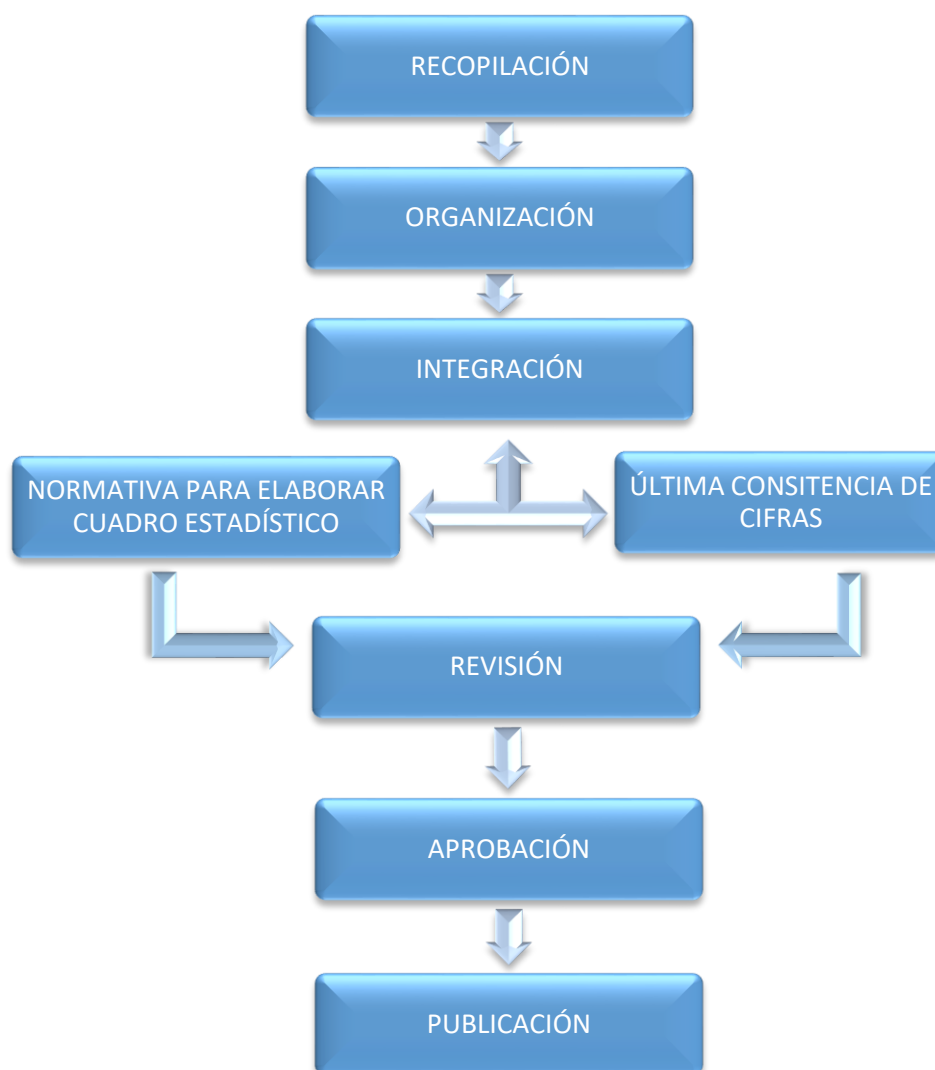 RECOPILACIÓN
ORGANIZACIÓN
INTEGRACIÓN
NORMATIVA PARA ELABORAR
CUADRO ESTADÍSTICO
ÚLTIMA CONSITENCIA DE
CIFRAS
REVISIÓN
APROBACIÓN
PUBLICACIÓN